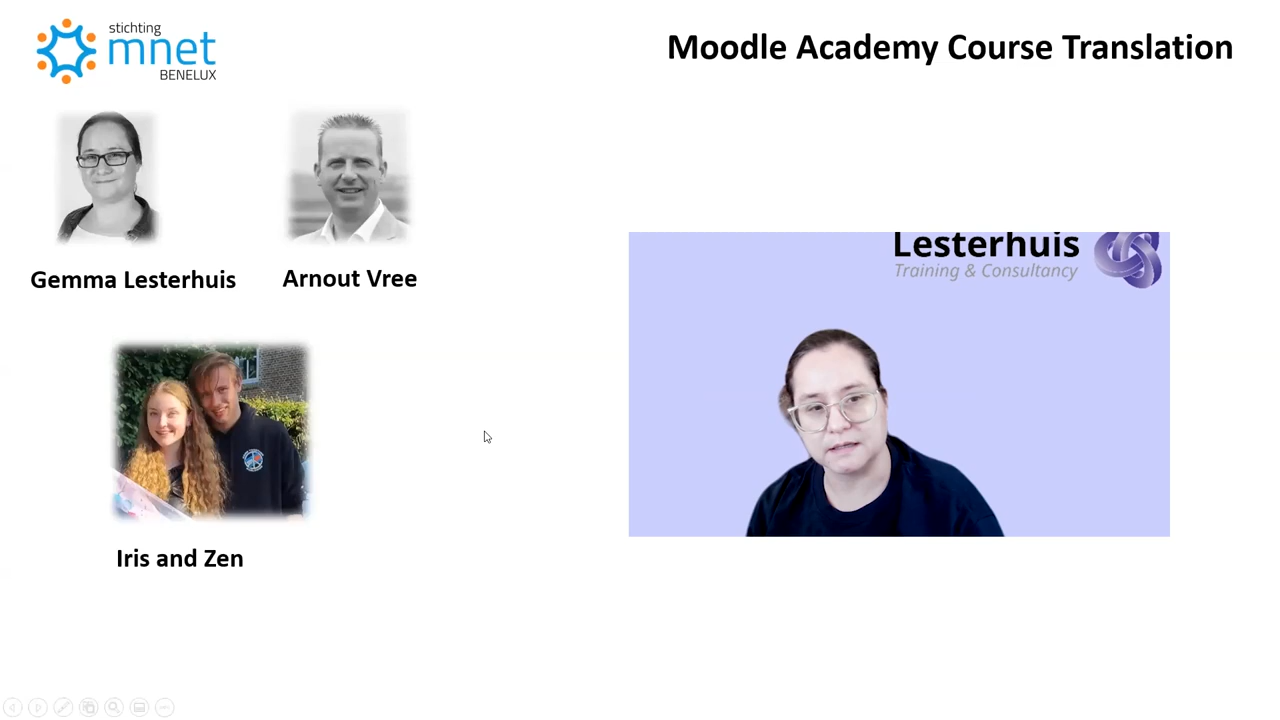 stichting
mnet
BENELUX
Moodle Academy Course Translation
Gemma Lesterhuis
Arnout Vree
Lesterhuis
Training & Consultancy
Iris and Zen